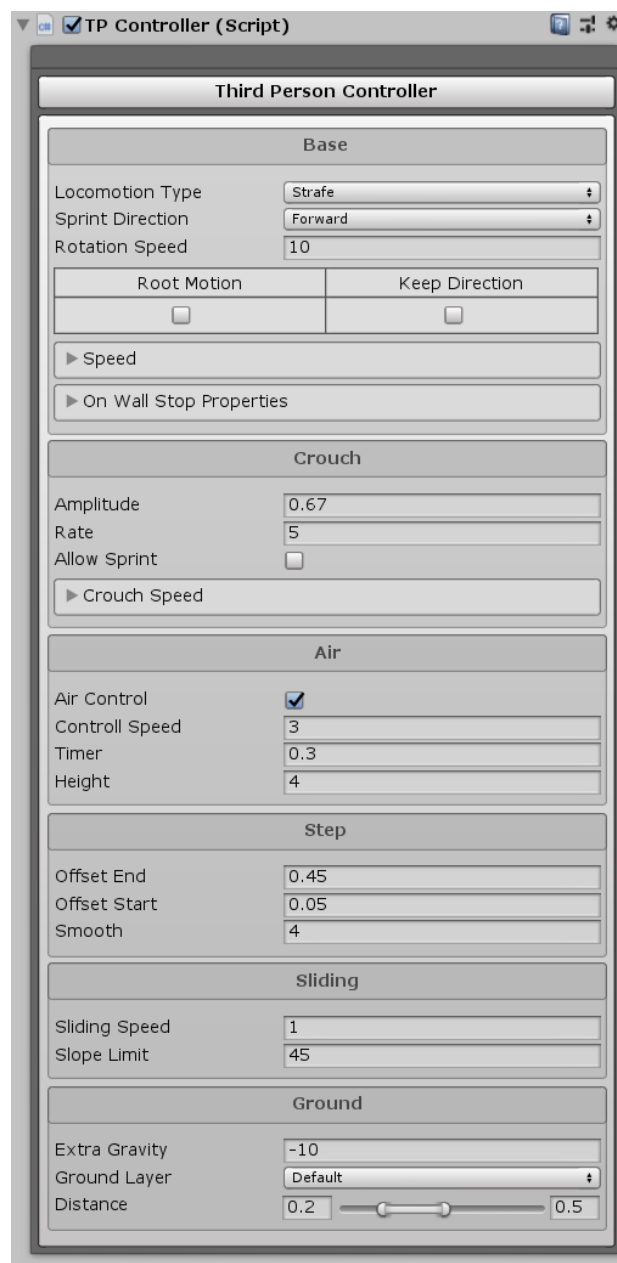 TP Controller (Script)
Third Person Controller
Base
Locomotion Type Strafe
Sprint Direction Forward
Rotation Speed 10
Root Motion Keep Direction
Speed
On Wall Stop Properties
Crouch
Amplitude 0.67
Rate 5
Allow Sprint
Crouch Speed
Air
Air Control
Controll Speed 3
Timer 0.3
Height 4
Step
Offset End 0.45
Offset Start 0.05
Smooth 4
Sliding
Sliding Speed 1
Slope Limit 45
Ground
Extra Gravity -10
Ground Layer Default
Distance 0.2 0.5